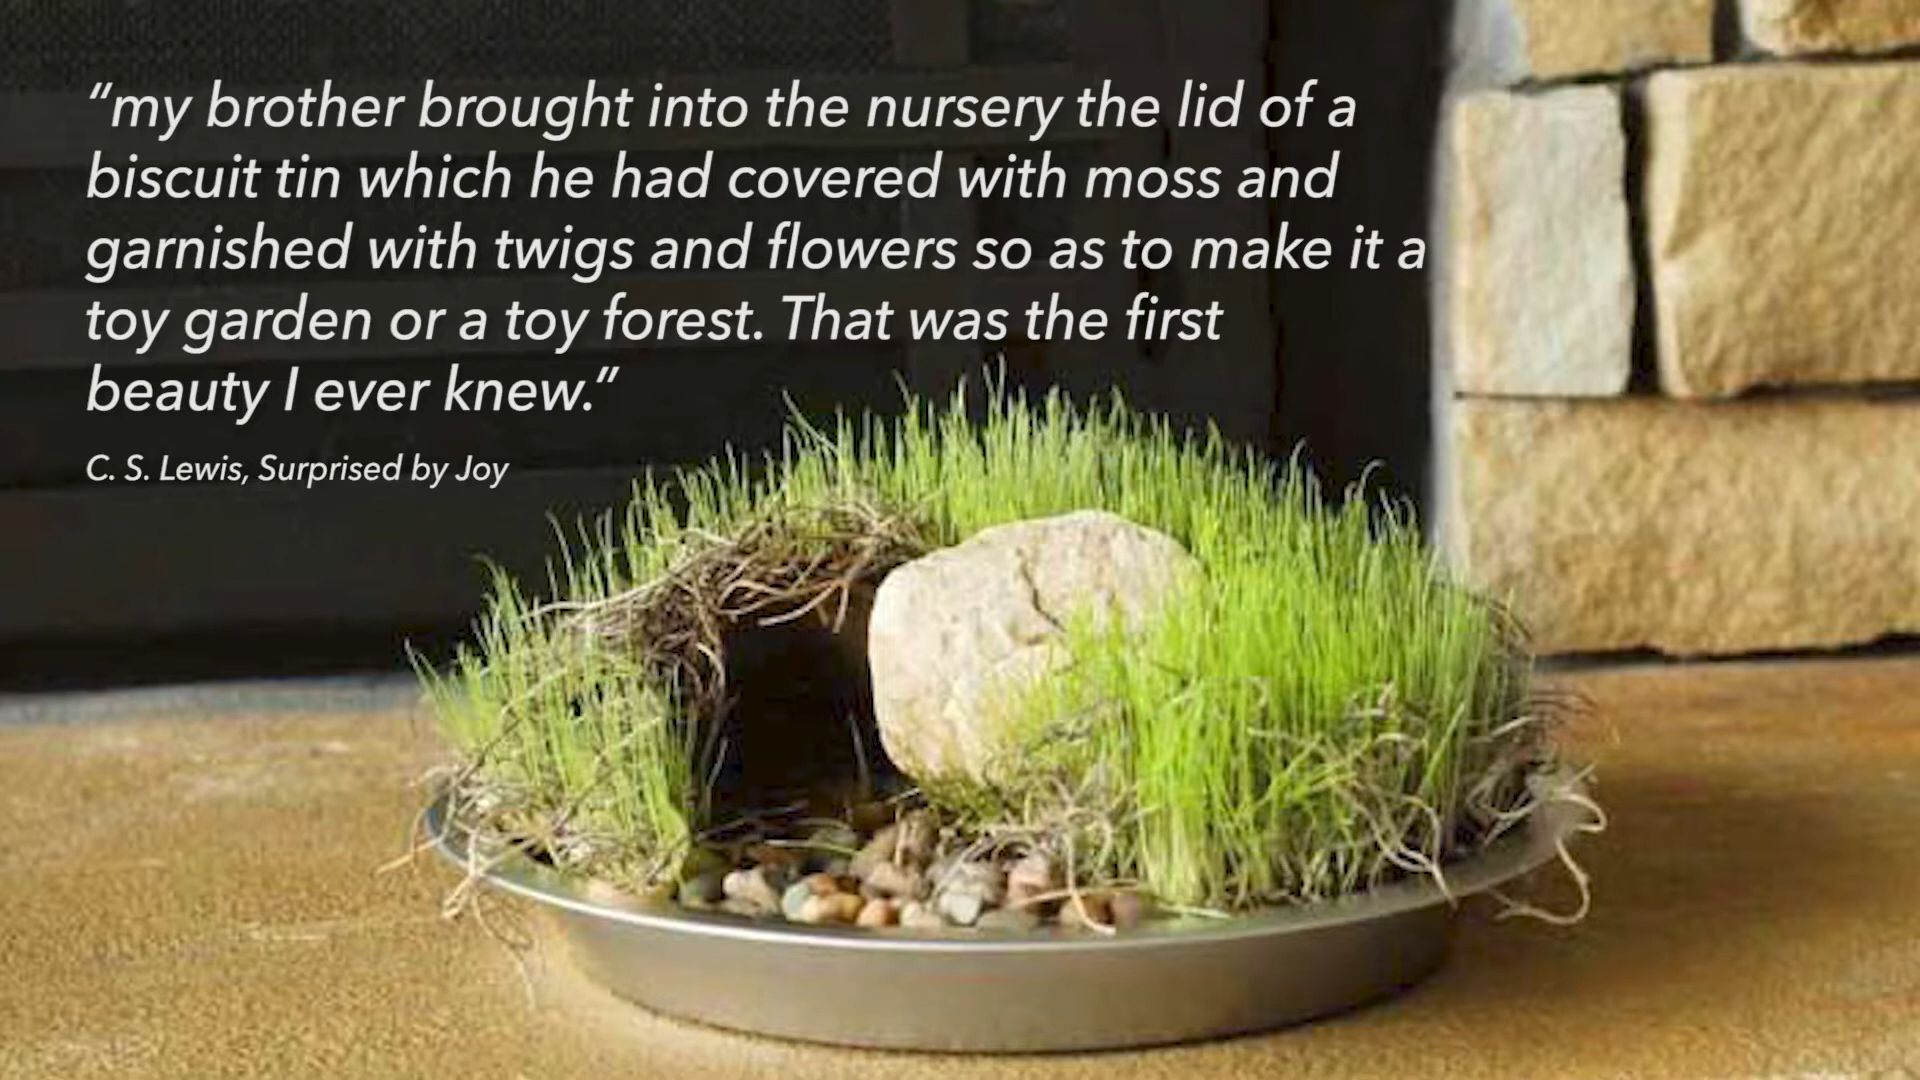 “my brother brought into the nursery the lid of a
biscuit tin which he had covered with moss and
garnished with twigs and flowers so as to make it a
toy garden or a toy forest. That was the first
beauty I ever knew.”
C. S. Lewis, Surprised by Joy